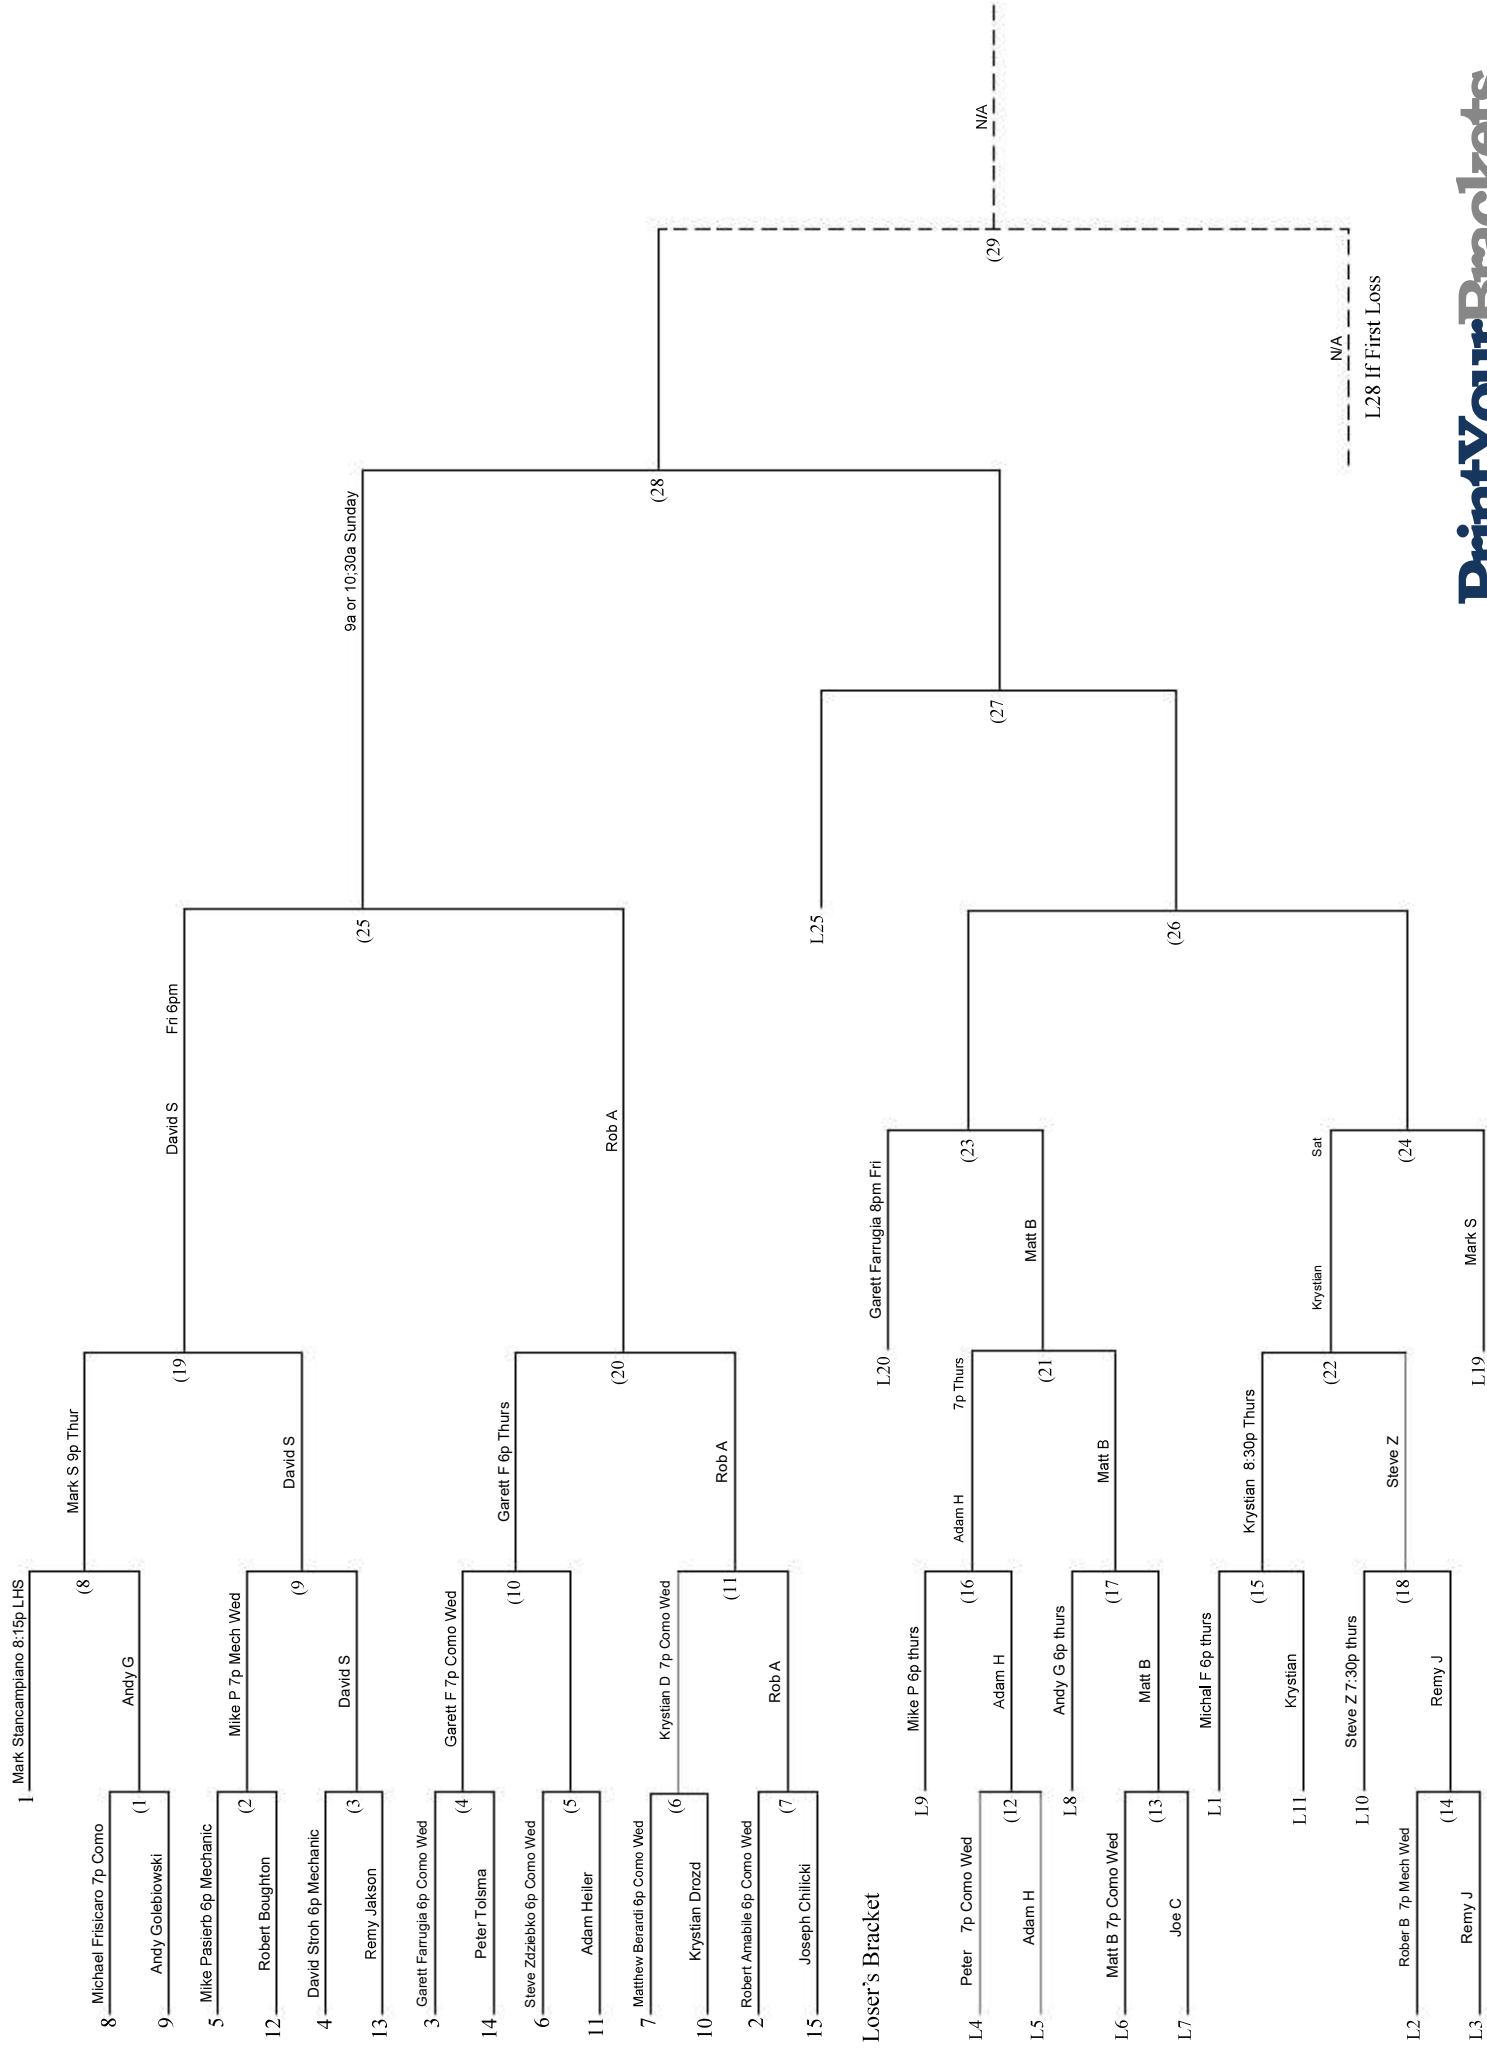 1
Mark Stancampiano 8:15p LHS
8
Michael Frisicaro 7p Como
(1
Andy G
9
Andy Golebiowski
(8
Mark S 9p Thur
5
Mike Pasierb 6p Mechanic
(2
Mike P 7p Mech Wed
12
Robert Boughton
(9
David S
4
David Stroh 6p Mechanic
(3
David S
13
Remy Jakson
(19
David S
Fri 6pm
3
Garett Farrugia 6p Como Wed
(4
Garett F 7p Como Wed
14
Peter Tolsma
(10
Garett F 6p Thurs
6
Steve Zdziebko 6p Como Wed
(5
11
Adam Heiler
(20
Rob A
7
Matthew Berardi 6p Como Wed
(6
Krystian D 7p Como Wed
10
Krystian Drozd
(11
Rob A
2
Robert Amabile 6p Como Wed
(7
Rob A
15
Joseph Chilicki
(25
9a or 10;30a Sunday
(28
(29
N/A
N/A
L28 If First Loss
Loser's Bracket
L25
(27
L20
Garett Farrugia 8pm Fri
L9
Mike P 6p thurs
L4
Peter 7p Como Wed
(12
Adam H
L5
Adam H
(16
Adam H
7p Thurs
(21
Matt B
(23
L8
Andy G 6p thurs
L6
Matt B 7p Como Wed
(13
Matt B
L7
Joe C
(17
Matt B
(26
L1
Michal F 6p thurs
L11
Krystian
(15
Krystian 8:30p Thurs
(22
Krystian
Sat
L10
Steve Z 7:30p thurs
L2
Rober B 7p Mech Wed
(14
Remy J
L3
Remy J
(18
Steve Z
(24
L19
Mark S
PrintYourBrackets